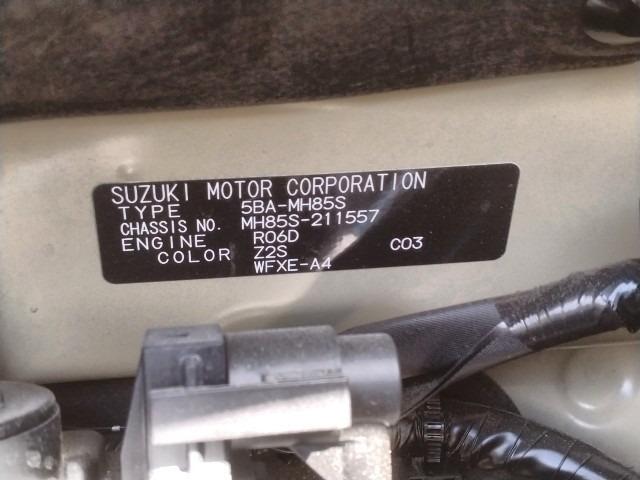 SUZUKI MOTOR CORPORATION
TYPE 5BA-MH85S
CHASSIS NO. MH85S-211557
ENGINE R06D C03
COLOR Z2S
WFXE-A4